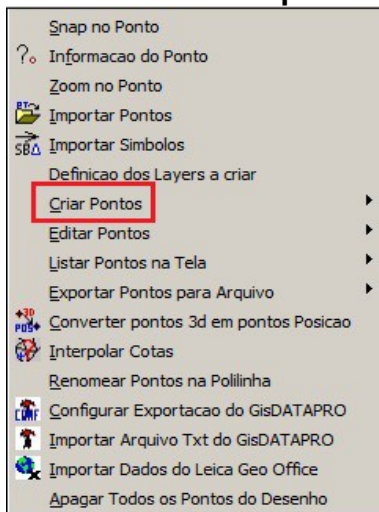 Snap no Ponto
Informacao do Ponto
Zoom no Ponto
Importar Pontos
Importar Simbolos
Definicao dos Layers a criar
Criar Pontos
Editar Pontos
Listar Pontos na Tela
Exportar Pontos para Arquivo
Converter pontos 3d em pontos Posicao
Interpolar Cotas
Renomear Pontos na Polilinha
Configurar Exportacao do GisDATAPRO
Importar Arquivo Txt do GisDATAPRO
Importar Dados do Leica Geo Office
Apagar Todos os Pontos do Desenho